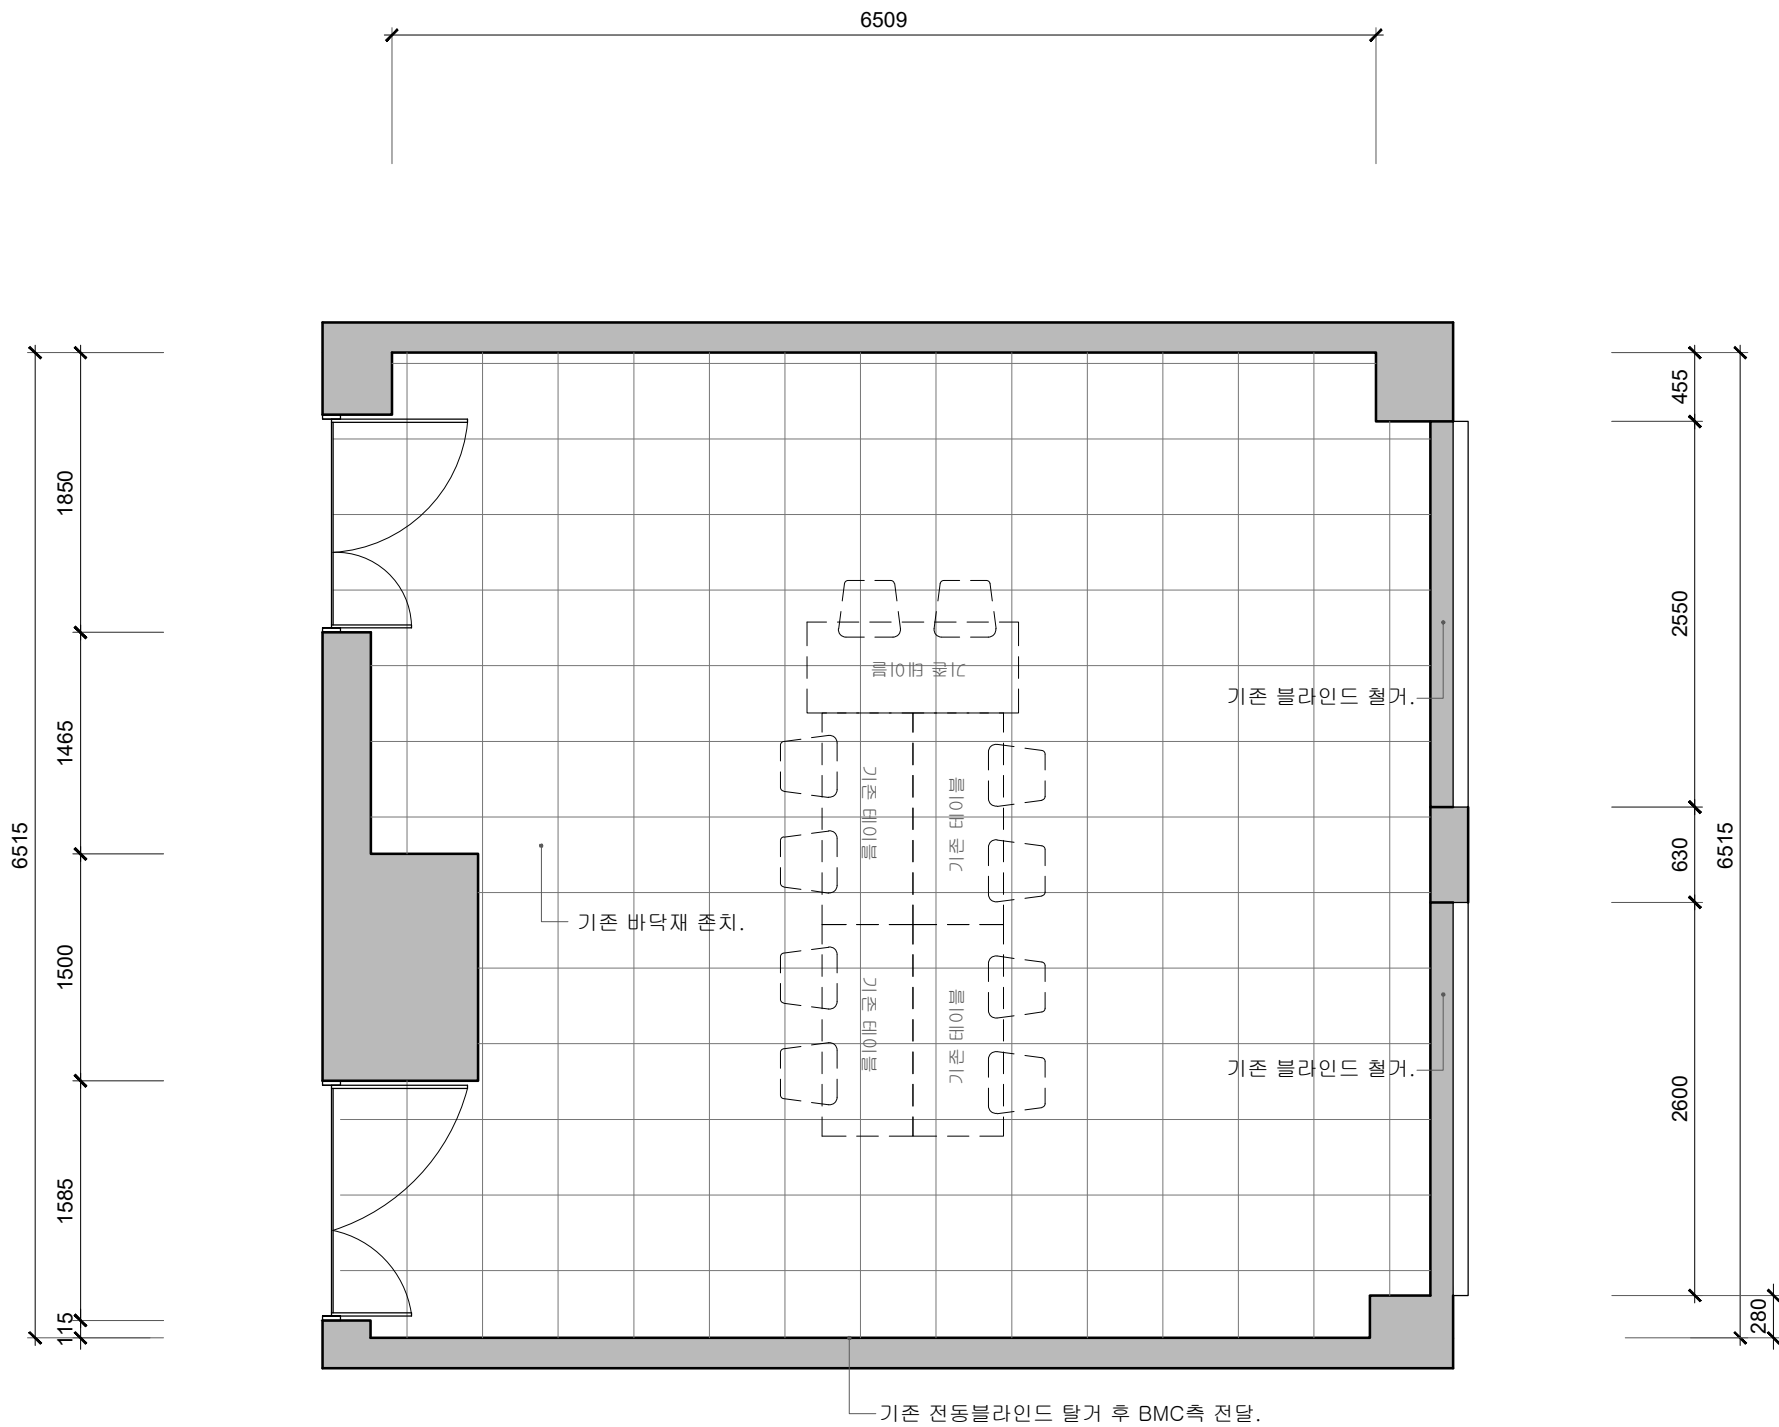 6509
455
1850
2550
기존 테이블
기존 블라인드 철거.
1465
기존 테이블
기존 테이블
6515
630
6515
기존 바닥재 존치.
1500
기존 테이블
기존 테이블
기존 블라인드 철거.
2600
1585
115
280
기존 전동블라인드 탈거 후 BMC측 전달.